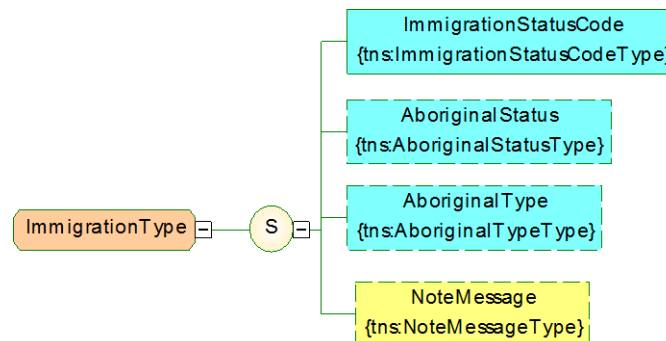 ImmigrationStatusCode
{tns:ImmigrationStatusCodeType}
AboriginalStatus
{tns:AboriginalStatusType}
ImmigrationType
S
AboriginalType
{tns:AboriginalTypeType}
NoteMessage
{tns:NoteMessageType}